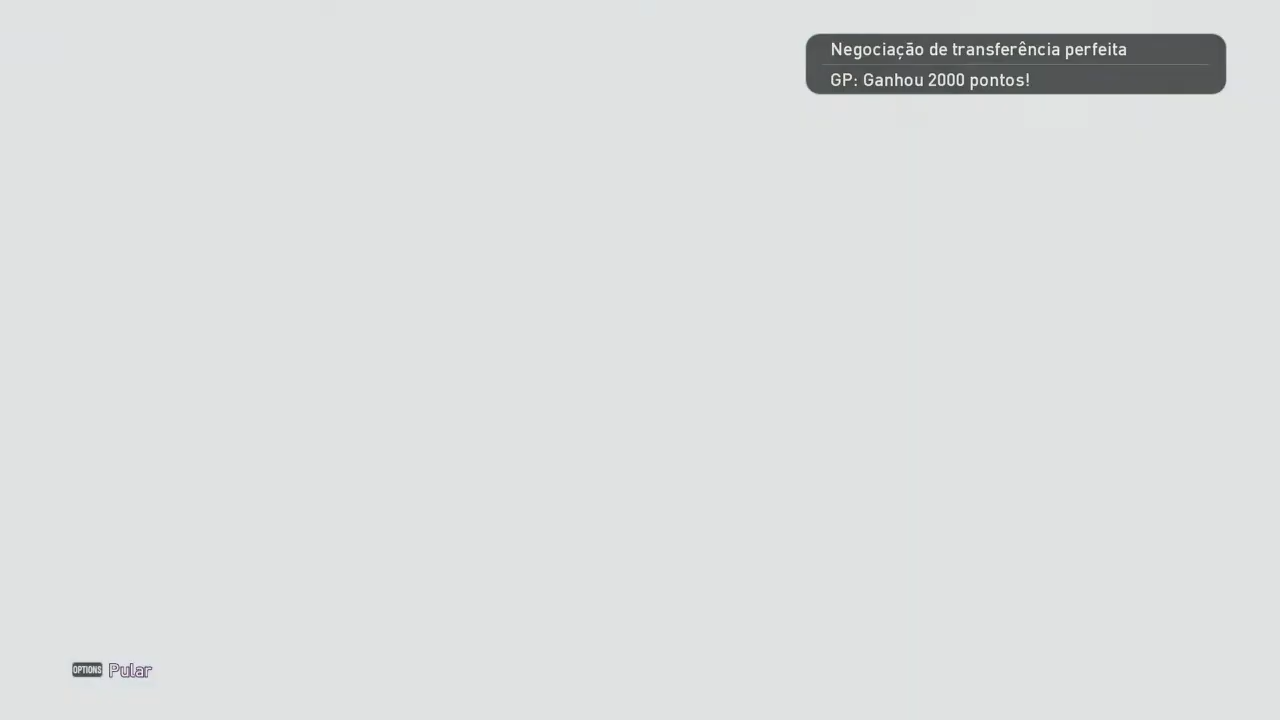 Negociação de transferência perfeita
GP: Ganhou 2000 pontos!
OPTIONS Pular